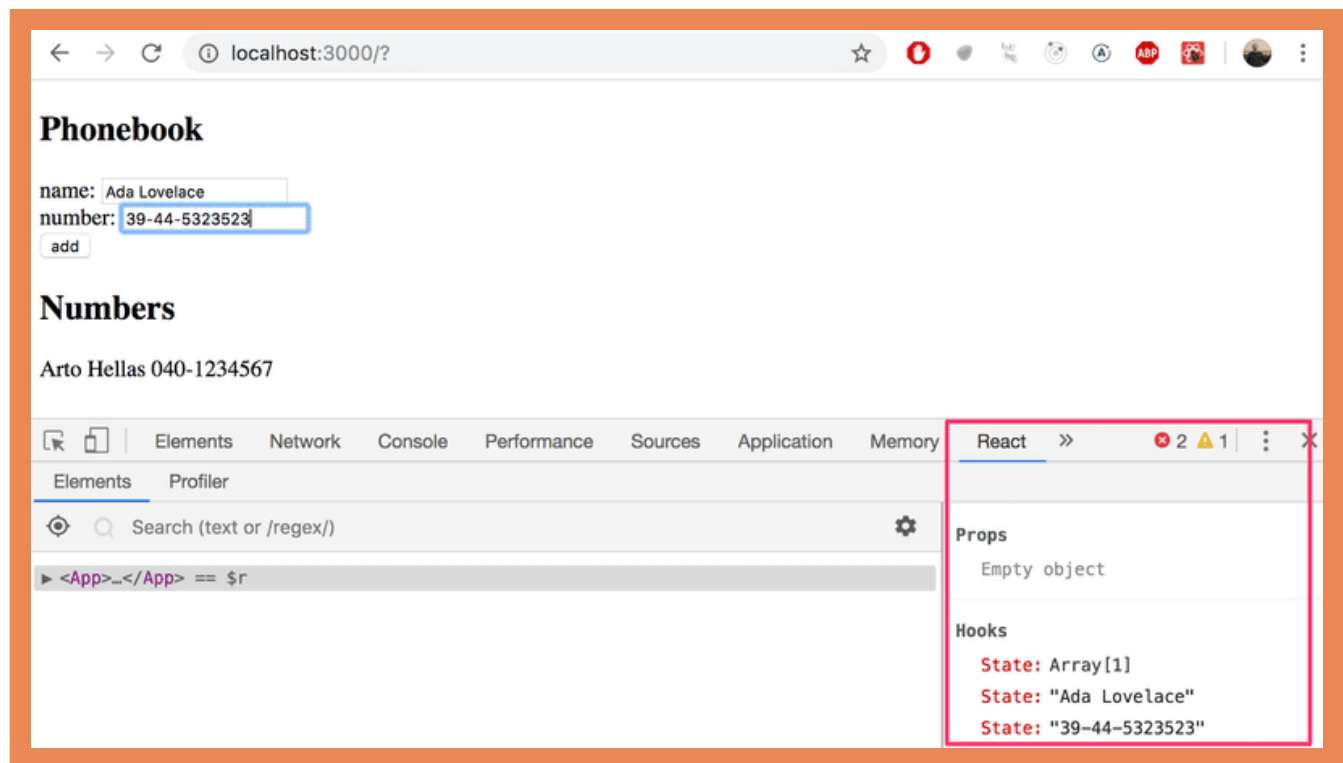 localhost:3000/?
ABP
Phonebook
name: Ada Lovelace
number: 39-44-5323523
add
Numbers
Arto Hellas 040-1234567
Elements Network Console Performance Sources Application Memory React » 2 1
Elements Profiler
Search (text or /regex/)
▶ <App>…</App> == $r
Props
Empty object
Hooks
State: Array[1]
State: "Ada Lovelace"
State: "39-44-5323523"